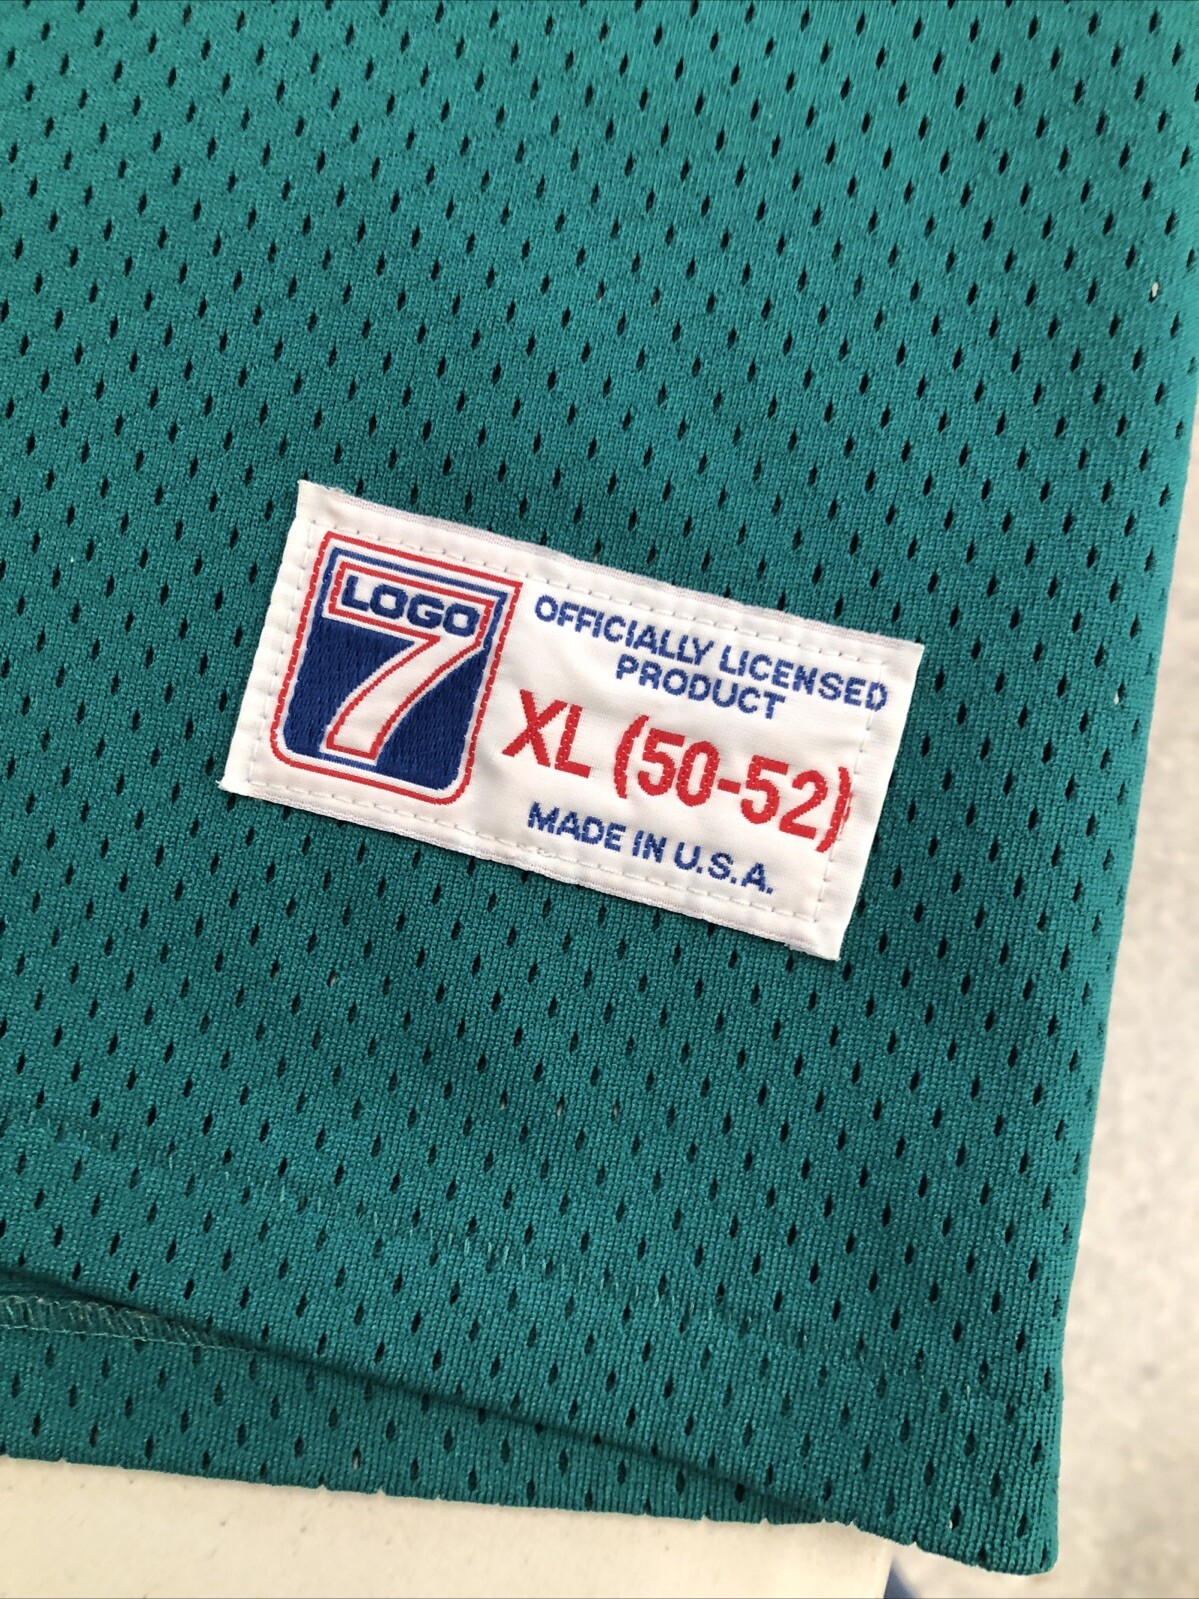 LOGO
7
OFFICIALLY LICENSED
PRODUCT
XL (50-52)
MADE IN U.S.A.